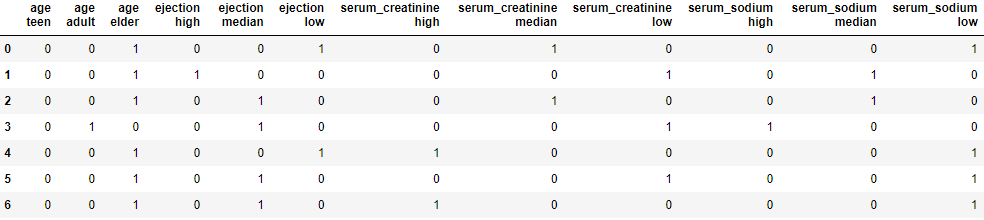 age teen age adult age elder ejection high ejection median ejection low serum_creatinine high serum_creatinine median serum_creatinine low serum_sodium high serum_sodium median serum_sodium low
0 0 0 1 0 0 1 0 1 0 0 0 1
1 0 0 1 1 0 0 0 0 1 0 1 0
2 0 0 1 0 1 0 0 1 0 0 1 0
3 0 1 0 0 1 0 0 0 1 1 0 0
4 0 0 1 0 0 1 1 0 0 0 0 1
5 0 0 1 0 1 0 0 0 1 0 0 1
6 0 0 1 0 1 0 1 0 0 0 0 1